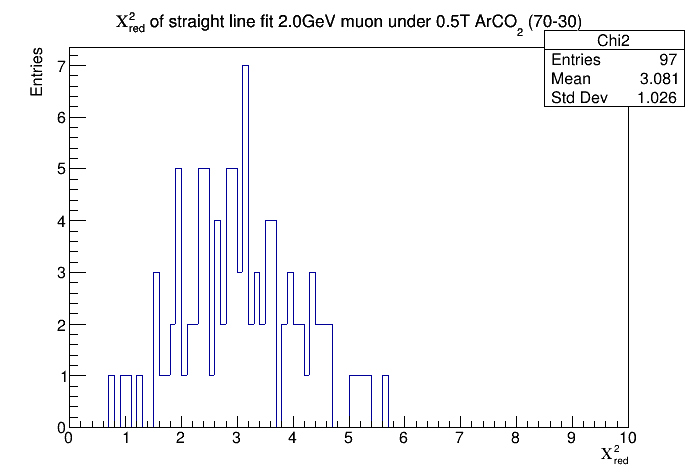 X²red of straight line fit 2.0GeV muon under 0.5T ArCO2 (70-30)
Chi2
Entries 97
Mean 3.081
Std Dev 1.026
Entries
7
6
5
4
3
2
1
0
0 1 2 3 4 5 6 7 8 9 10
X²red